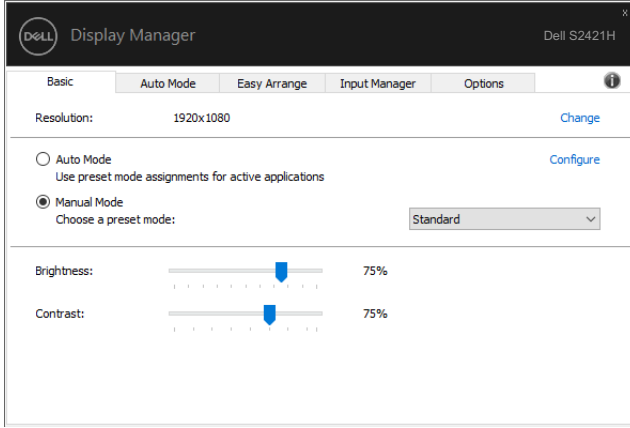 DELL Display Manager
x
Dell S2421H
Basic Auto Mode Easy Arrange Input Manager Options
Resolution: 1920x1080 Change
Auto Mode Configure
Use preset mode assignments for active applications
Manual Mode
Choose a preset mode: Standard
Brightness: 75%
Contrast: 75%